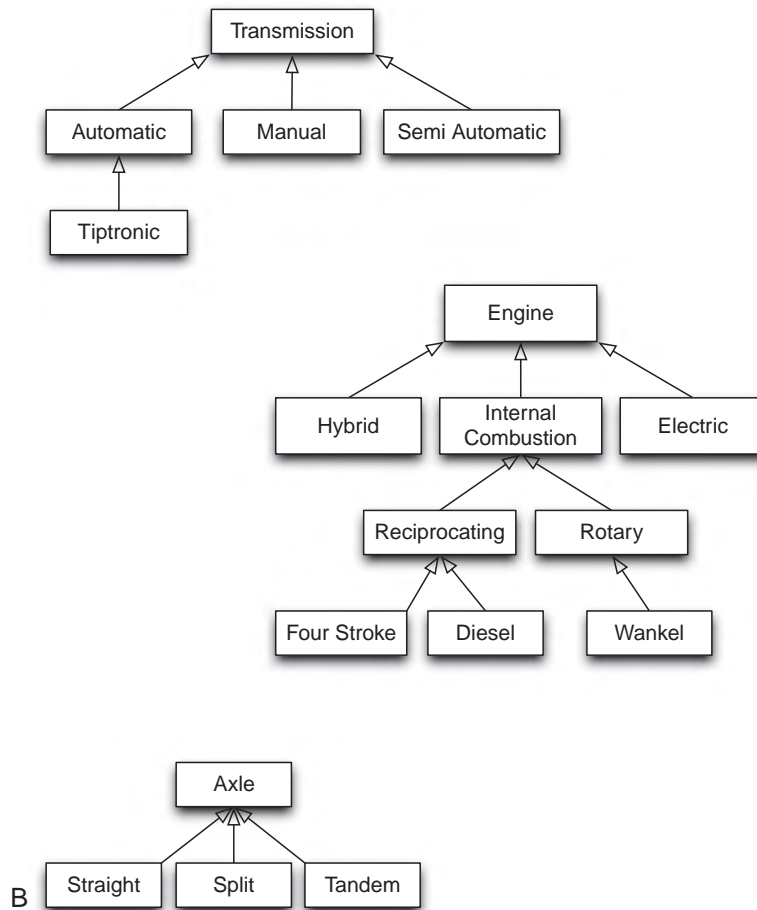 Transmission
Automatic
Manual
Semi Automatic
Tiptronic
Engine
Hybrid
Internal
Combustion
Electric
Reciprocating
Rotary
Four Stroke
Diesel
Wankel
Axle
Straight
Split
Tandem
B